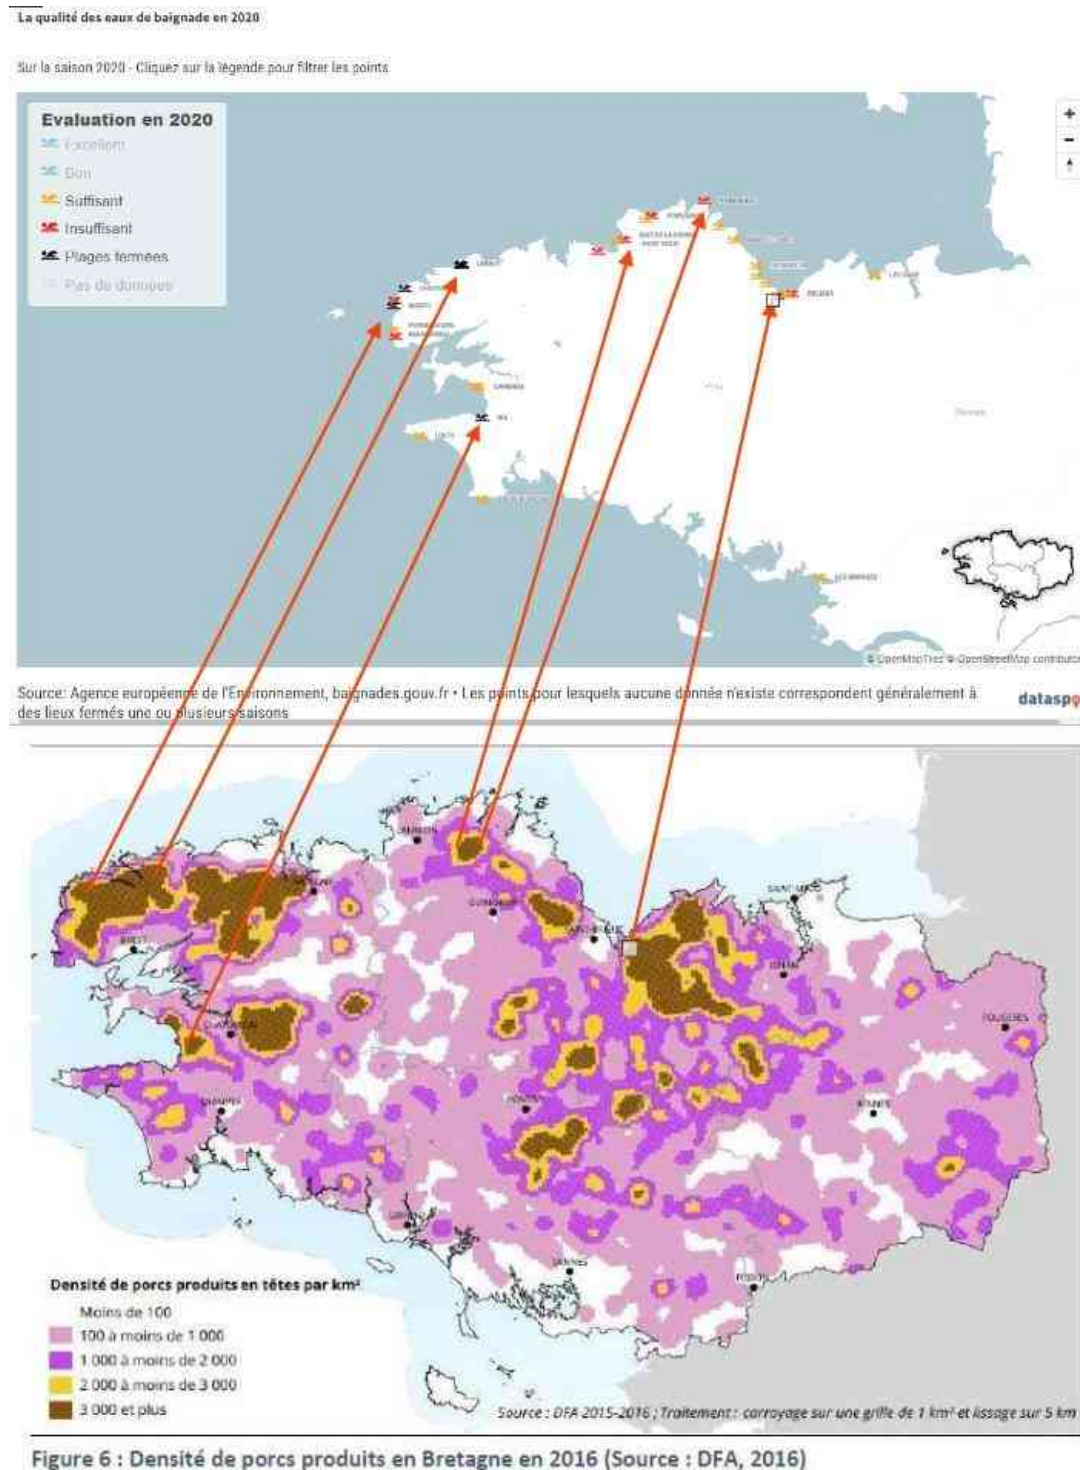 La qualité des eaux de baignade en 2020
Sur la saison 2020 - Cliquez sur la légende pour filtrer les points
Evaluation en 2020
Excellent
Bon
Suffisant
Insuffisant
Plages fermées
Pas de données
+
−
Rennes
© OpenMapTiles © OpenStreetMap contributo
Source: Agence européenne de l'Environnement, baignades.gouv.fr • Les points pour lesquels aucune donnée n'existe correspondent généralement à
des lieux fermés une ou plusieurs saisons
datasp
LANNION
GUINGAMP
SAINT-BRIEUC
SAINT-MALO
DINAN
BREST
FOUGERES
QUIMPER
PONTIVY
RENNES
VANNES
REDON
Densité de porcs produits en têtes par km²
Moins de 100
100 à moins de 1 000
1 000 à moins de 2 000
2 000 à moins de 3 000
3 000 et plus
Source : DFA 2015-2016 ; Traitement : carroyage sur une grille de 1 km² et lissage sur 5 km
Figure 6 : Densité de porcs produits en Bretagne en 2016 (Source : DFA, 2016)